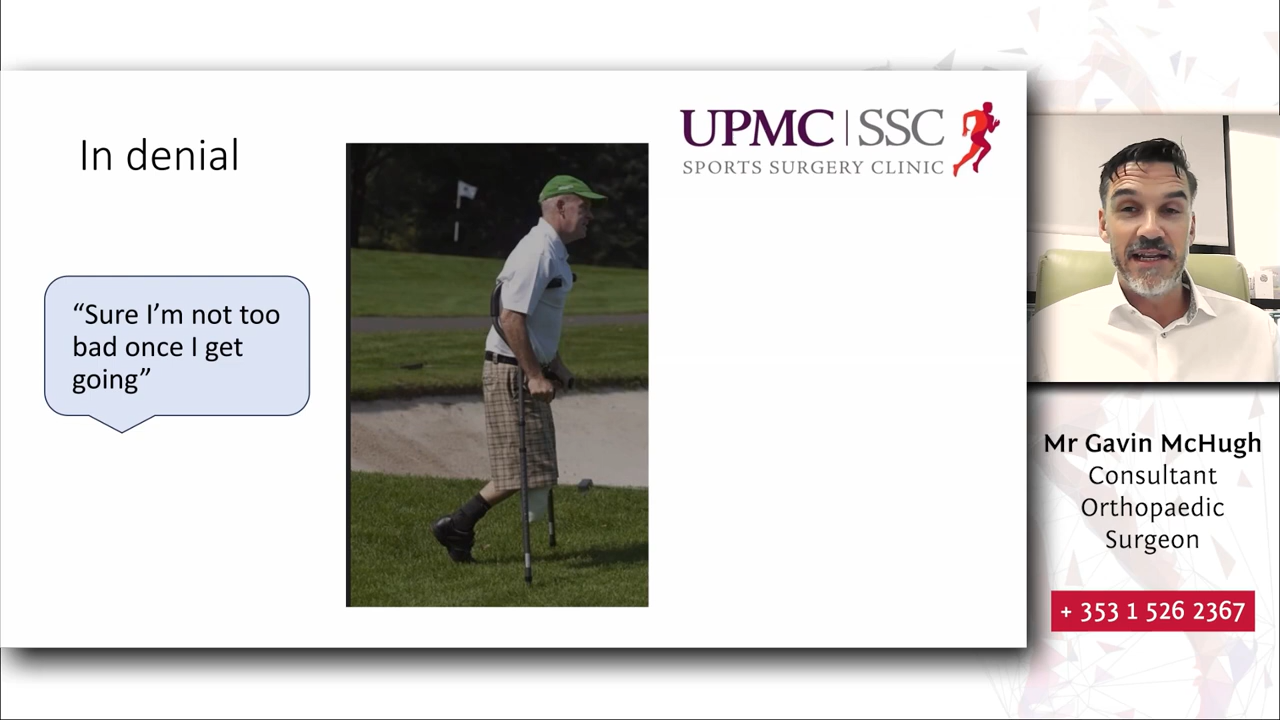 In denial
“Sure I’m not too
bad once I get
going”
UPMC | SSC
SPORTS SURGERY CLINIC
Mr Gavin McHugh
Consultant
Orthopaedic
Surgeon
+ 353 1 526 2367